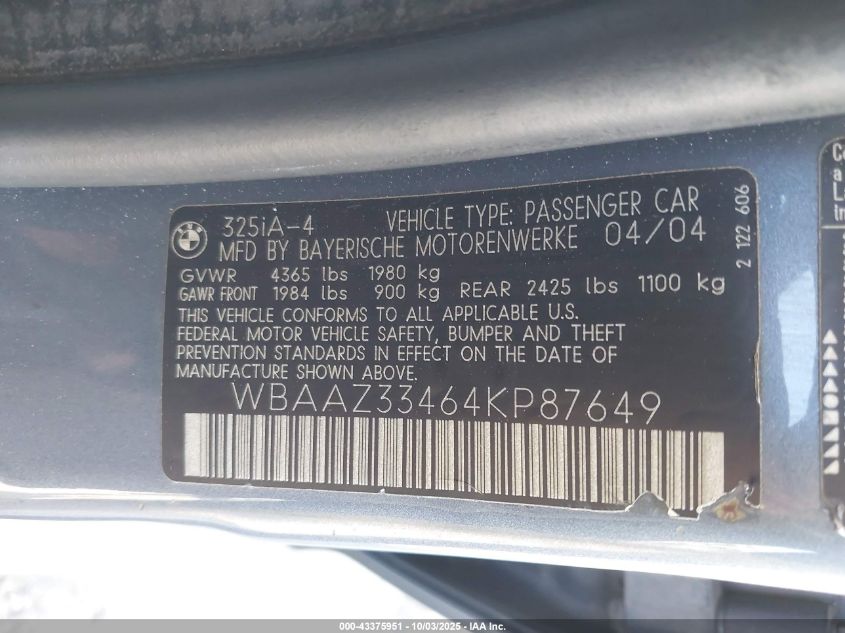 BMW
325iA-4 VEHICLE TYPE: PASSENGER CAR
MFD BY BAYERISCHE MOTORENWERKE 04/04
GVWR 4365 lbs 1980 kg
GAWR FRONT 1984 lbs 900 kg REAR 2425 lbs 1100 kg
THIS VEHICLE CONFORMS TO ALL APPLICABLE U.S.
FEDERAL MOTOR VEHICLE SAFETY, BUMPER AND THEFT
PREVENTION STANDARDS IN EFFECT ON THE DATE OF
MANUFACTURE SHOWN ABOVE.
WBAAZ33464KP87649
2 122 606
000-43375951 - 10/03/2025 - IAA, Inc.